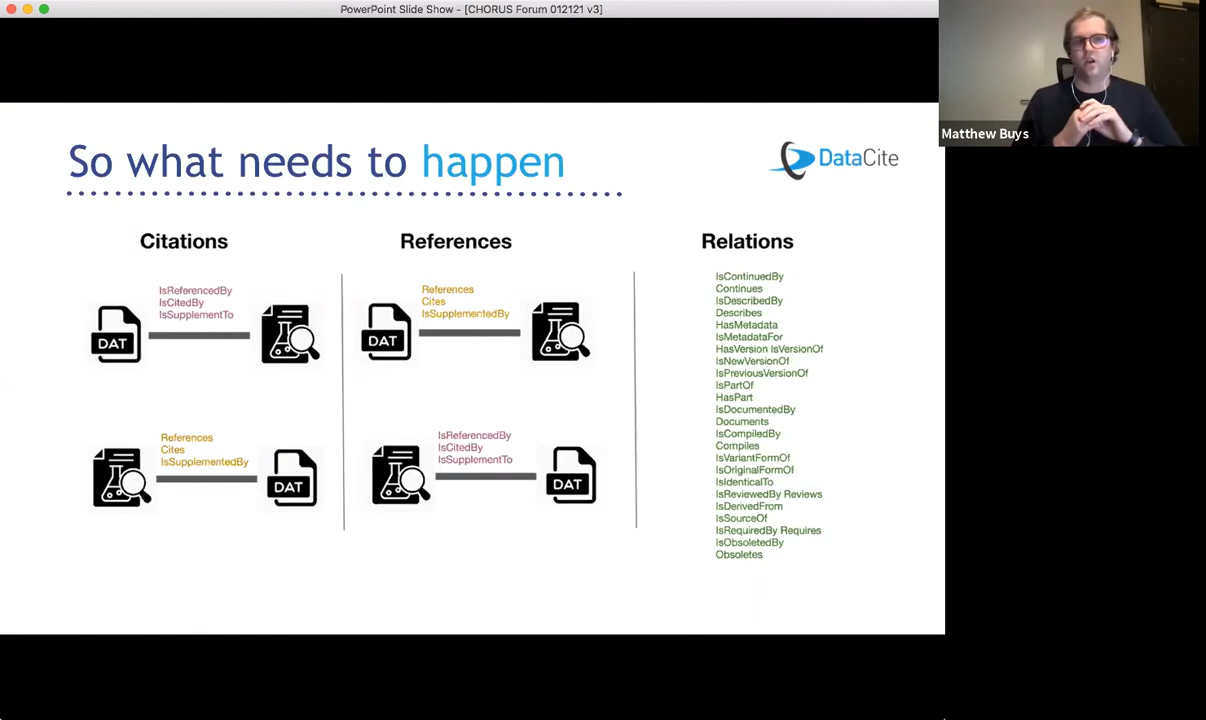 PowerPoint Slide Show - [CHORUS Forum 012121 v3]
Matthew Buys
So what needs to happen
DataCite
Citations
IsReferencedBy
IsCitedBy
IsSupplementTo
DAT
References
Cites
IsSupplementedBy
DAT
References
References
Cites
IsSupplementedBy
DAT
IsReferencedBy
IsCitedBy
IsSupplementTo
DAT
Relations
IsContinuedBy
Continues
IsDescribedBy
Describes
HasMetadata
IsMetadataFor
HasVersion IsVersionOf
IsNewVersionOf
IsPreviousVersionOf
IsPartOf
HasPart
IsDocumentedBy
Documents
IsCompiledBy
Compiles
IsVariantFormOf
IsOriginalFormOf
IsIdenticalTo
IsReviewedBy Reviews
IsDerivedFrom
IsSourceOf
IsRequiredBy Requires
IsObsoletedBy
Obsoletes